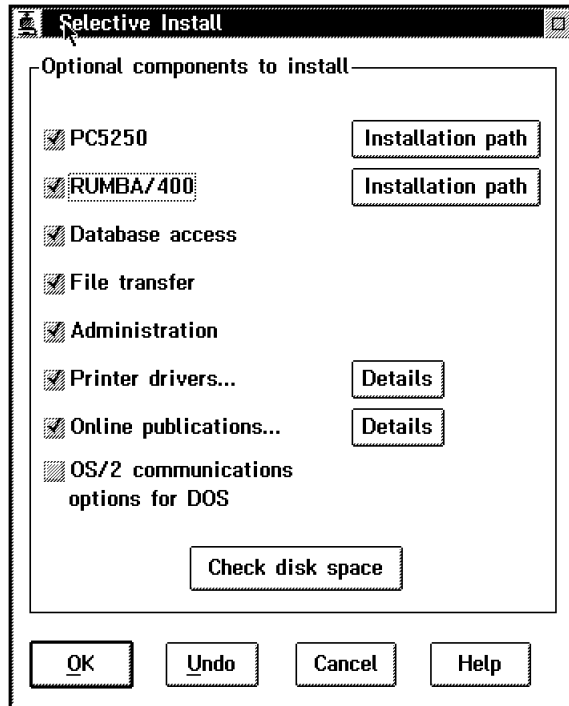 Selective Install
Optional components to install
PC5250 Installation path
RUMBA/400 Installation path
Database access
File transfer
Administration
Printer drivers... Details
Online publications... Details
OS/2 communications
options for DOS
Check disk space
OK Undo Cancel Help